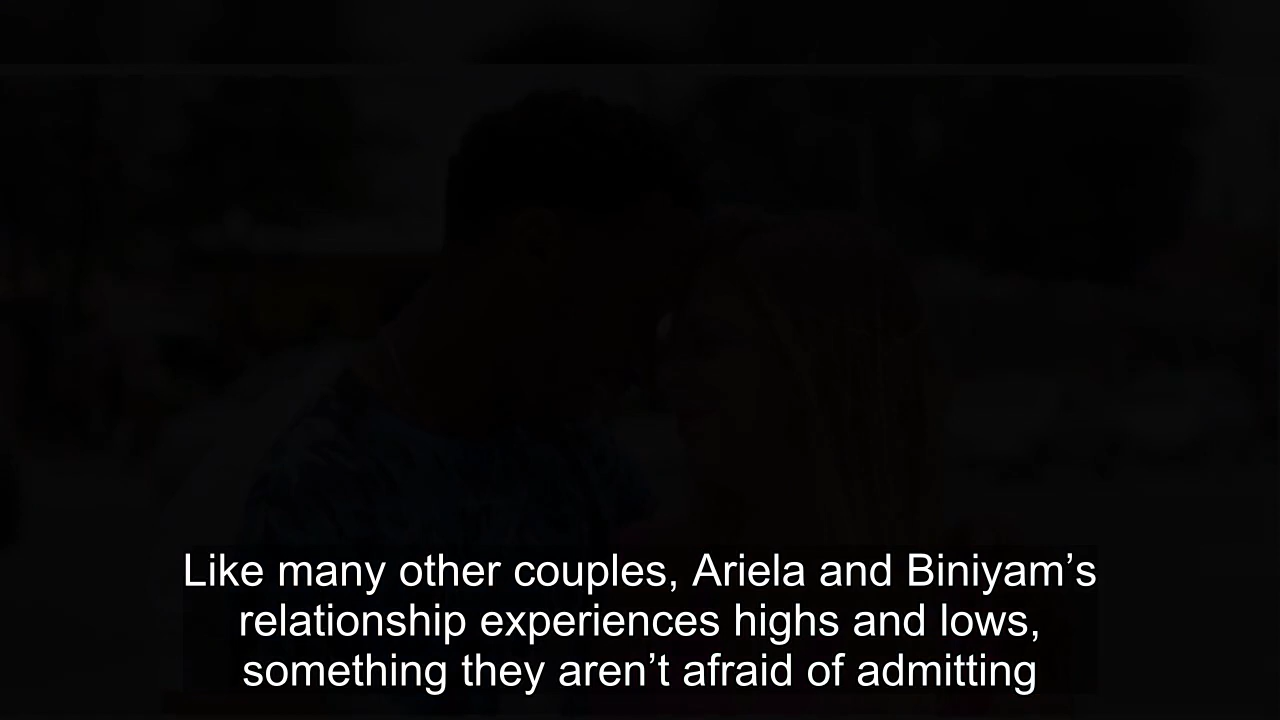 Like many other couples, Ariela and Biniyam’s
relationship experiences highs and lows,
something they aren’t afraid of admitting